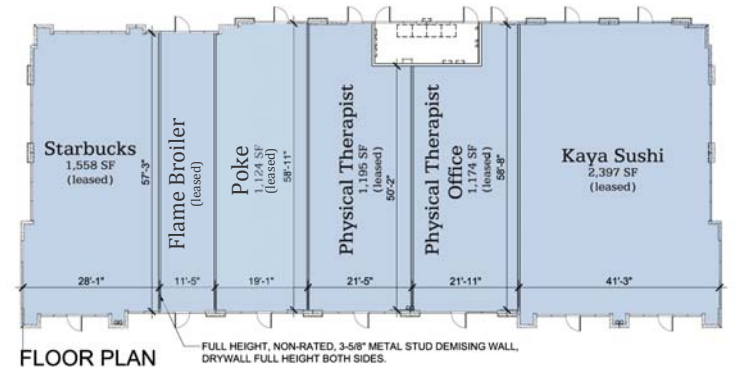 Starbucks
1,558 SF
(leased)
57'-3"
Flame Broiler
(leased)
Poke
1,124 SF
(leased)
58'-11"
Physical Therapist
1,195 SF
(leased)
50'-2"
Physical Therapist
Office
1,174 SF
(leased)
58'-8"
Kaya Sushi
2,397 SF
(leased)
28'-1"
11'-5"
19'-1"
21'-5"
21'-11"
41'-3"
FLOOR PLAN
FULL HEIGHT, NON-RATED, 3-5/8" METAL STUD DEMISING WALL,
DRYWALL FULL HEIGHT BOTH SIDES.